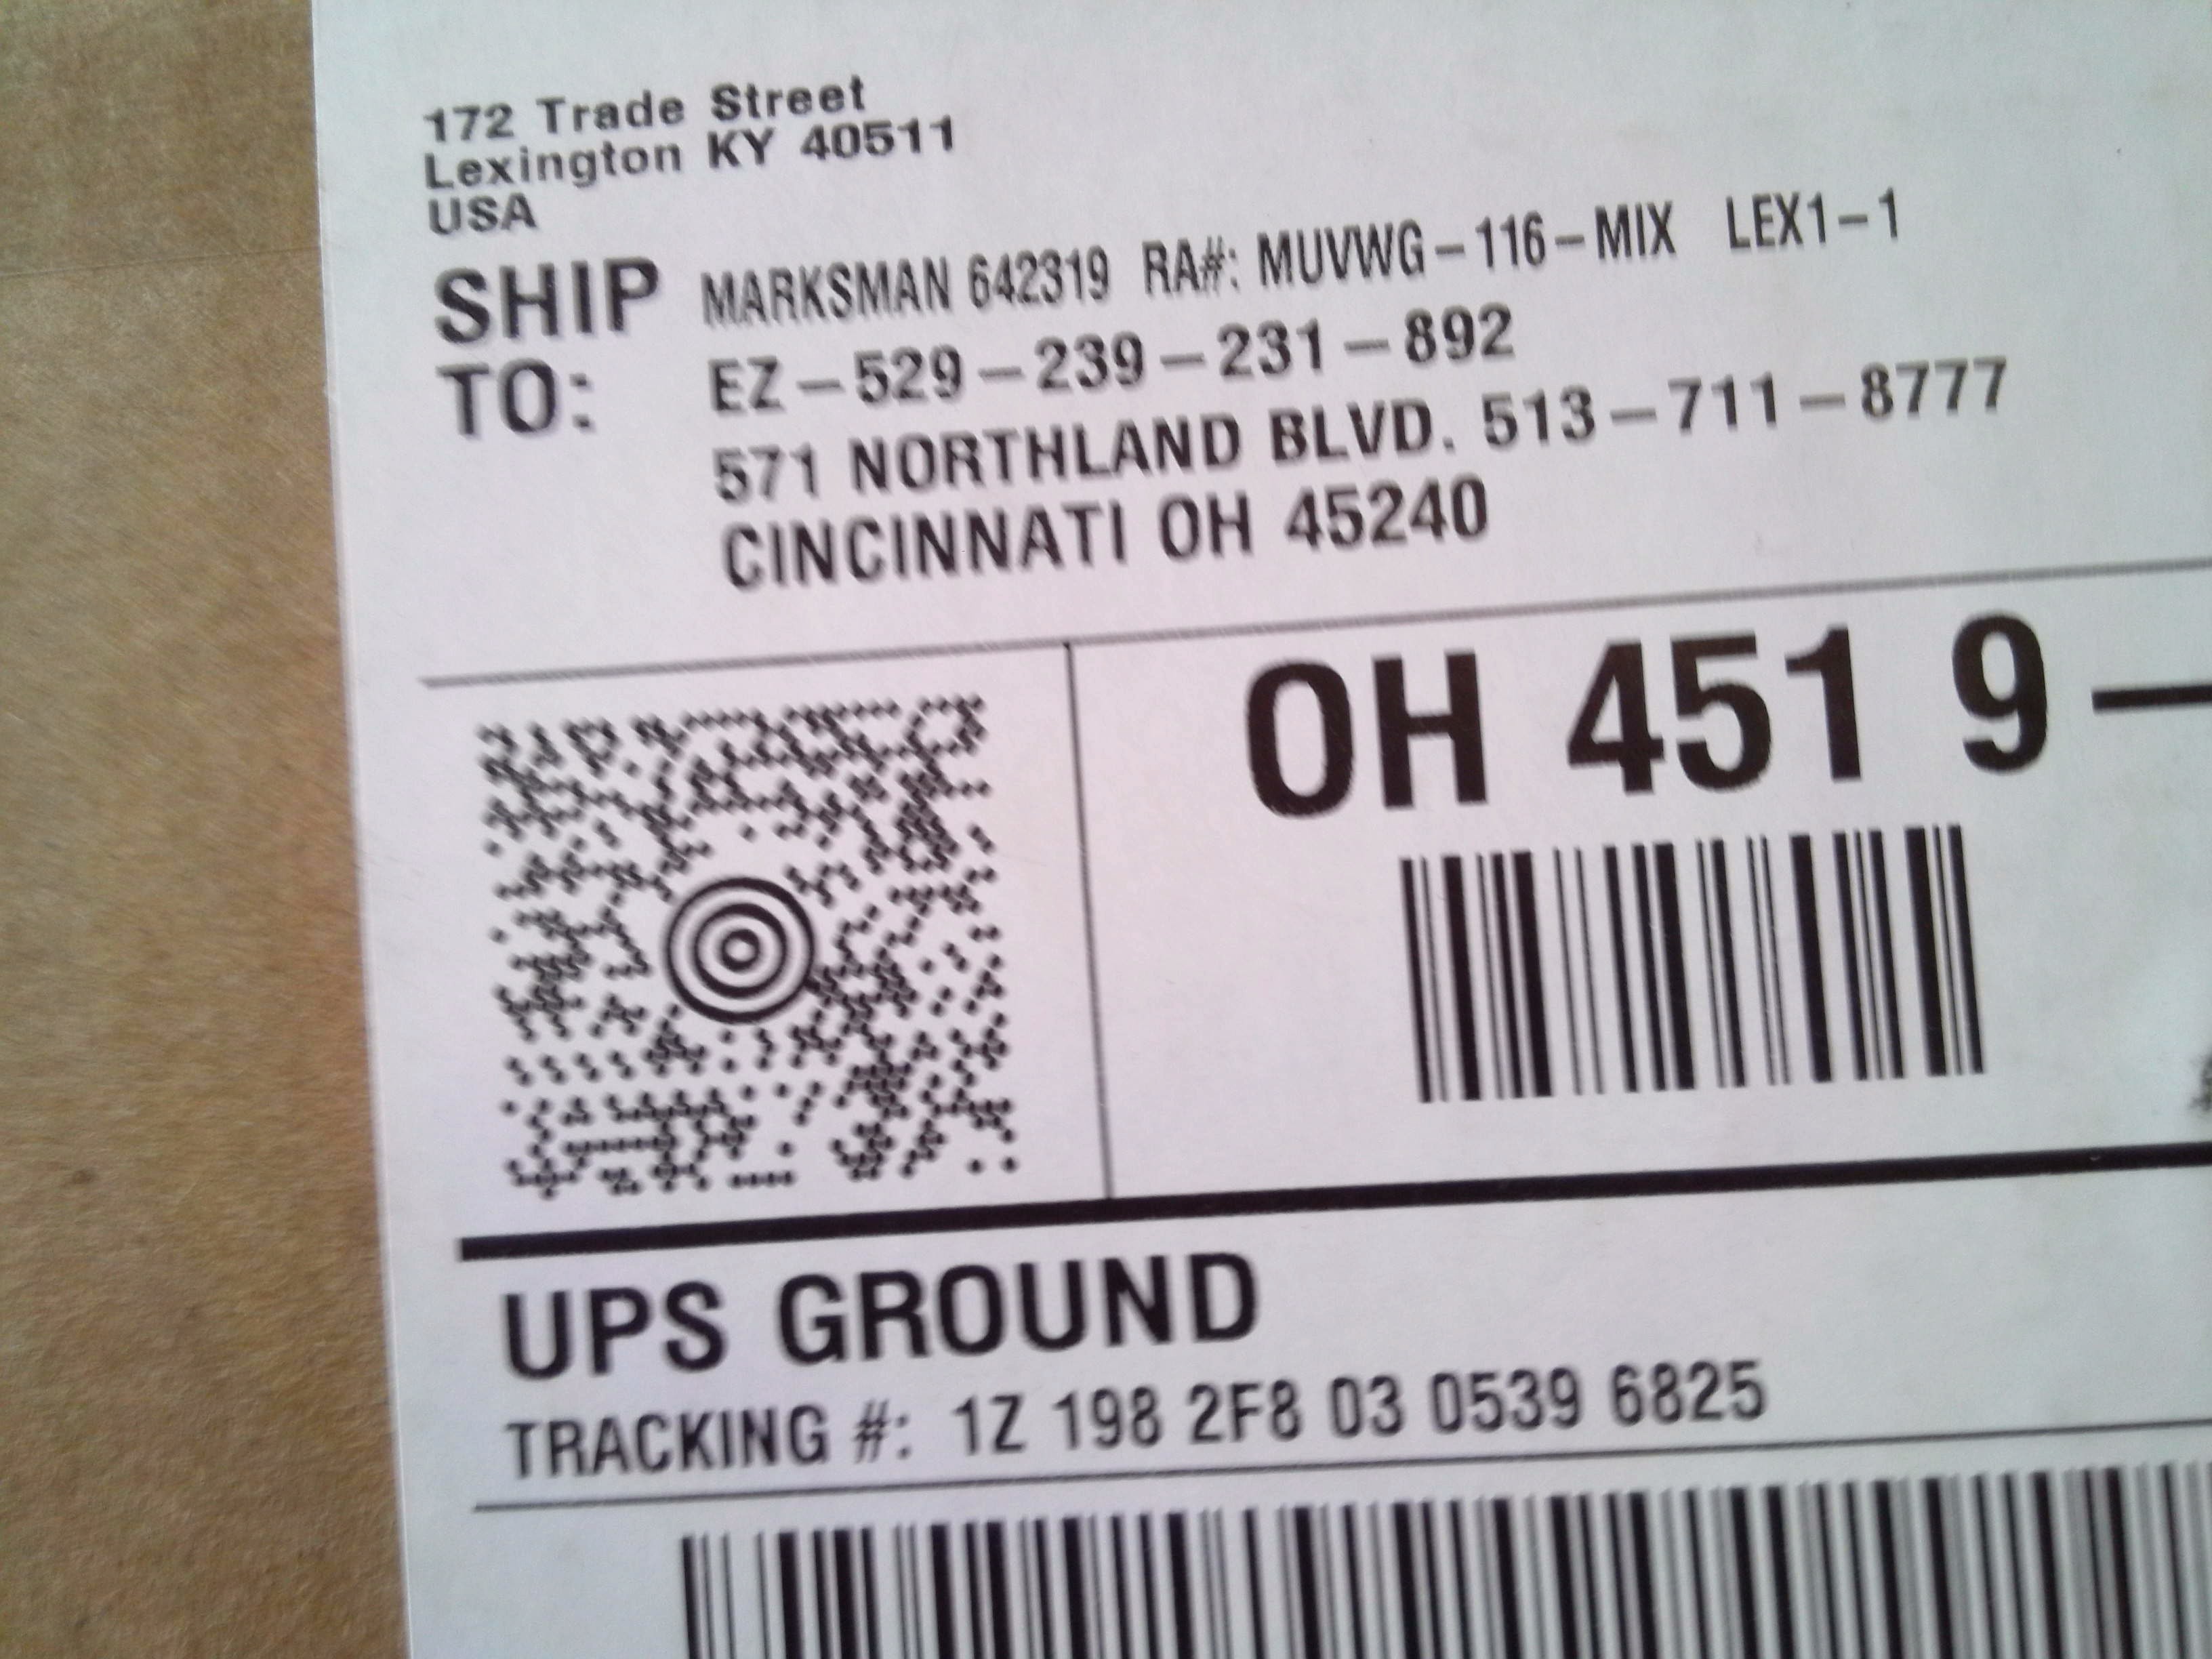 172 Trade Street
Lexington KY 40511
USA
SHIP TO:
MARKSMAN 642319 RA#: MUVWG-116-MIX LEX1-1
EZ-529-239-231-892
571 NORTHLAND BLVD. 513-711-8777
CINCINNATI OH 45240
OH 451 9-
UPS GROUND
TRACKING #: 1Z 198 2F8 03 0539 6825